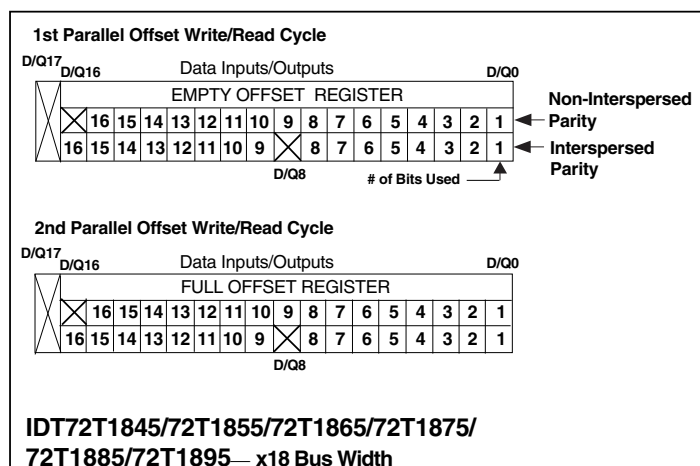 1st Parallel Offset Write/Read Cycle
D/Q17 D/Q16 Data Inputs/Outputs D/Q0
EMPTY OFFSET REGISTER
16 15 14 13 12 11 10 9 8 7 6 5 4 3 2 1 Non-Interspersed Parity
16 15 14 13 12 11 10 9 8 7 6 5 4 3 2 1 Interspersed Parity
D/Q8 # of Bits Used
2nd Parallel Offset Write/Read Cycle
D/Q17 D/Q16 Data Inputs/Outputs D/Q0
FULL OFFSET REGISTER
16 15 14 13 12 11 10 9 8 7 6 5 4 3 2 1
16 15 14 13 12 11 10 9 8 7 6 5 4 3 2 1
D/Q8
IDT72T1845/72T1855/72T1865/72T1875/
72T1885/72T1895— x18 Bus Width